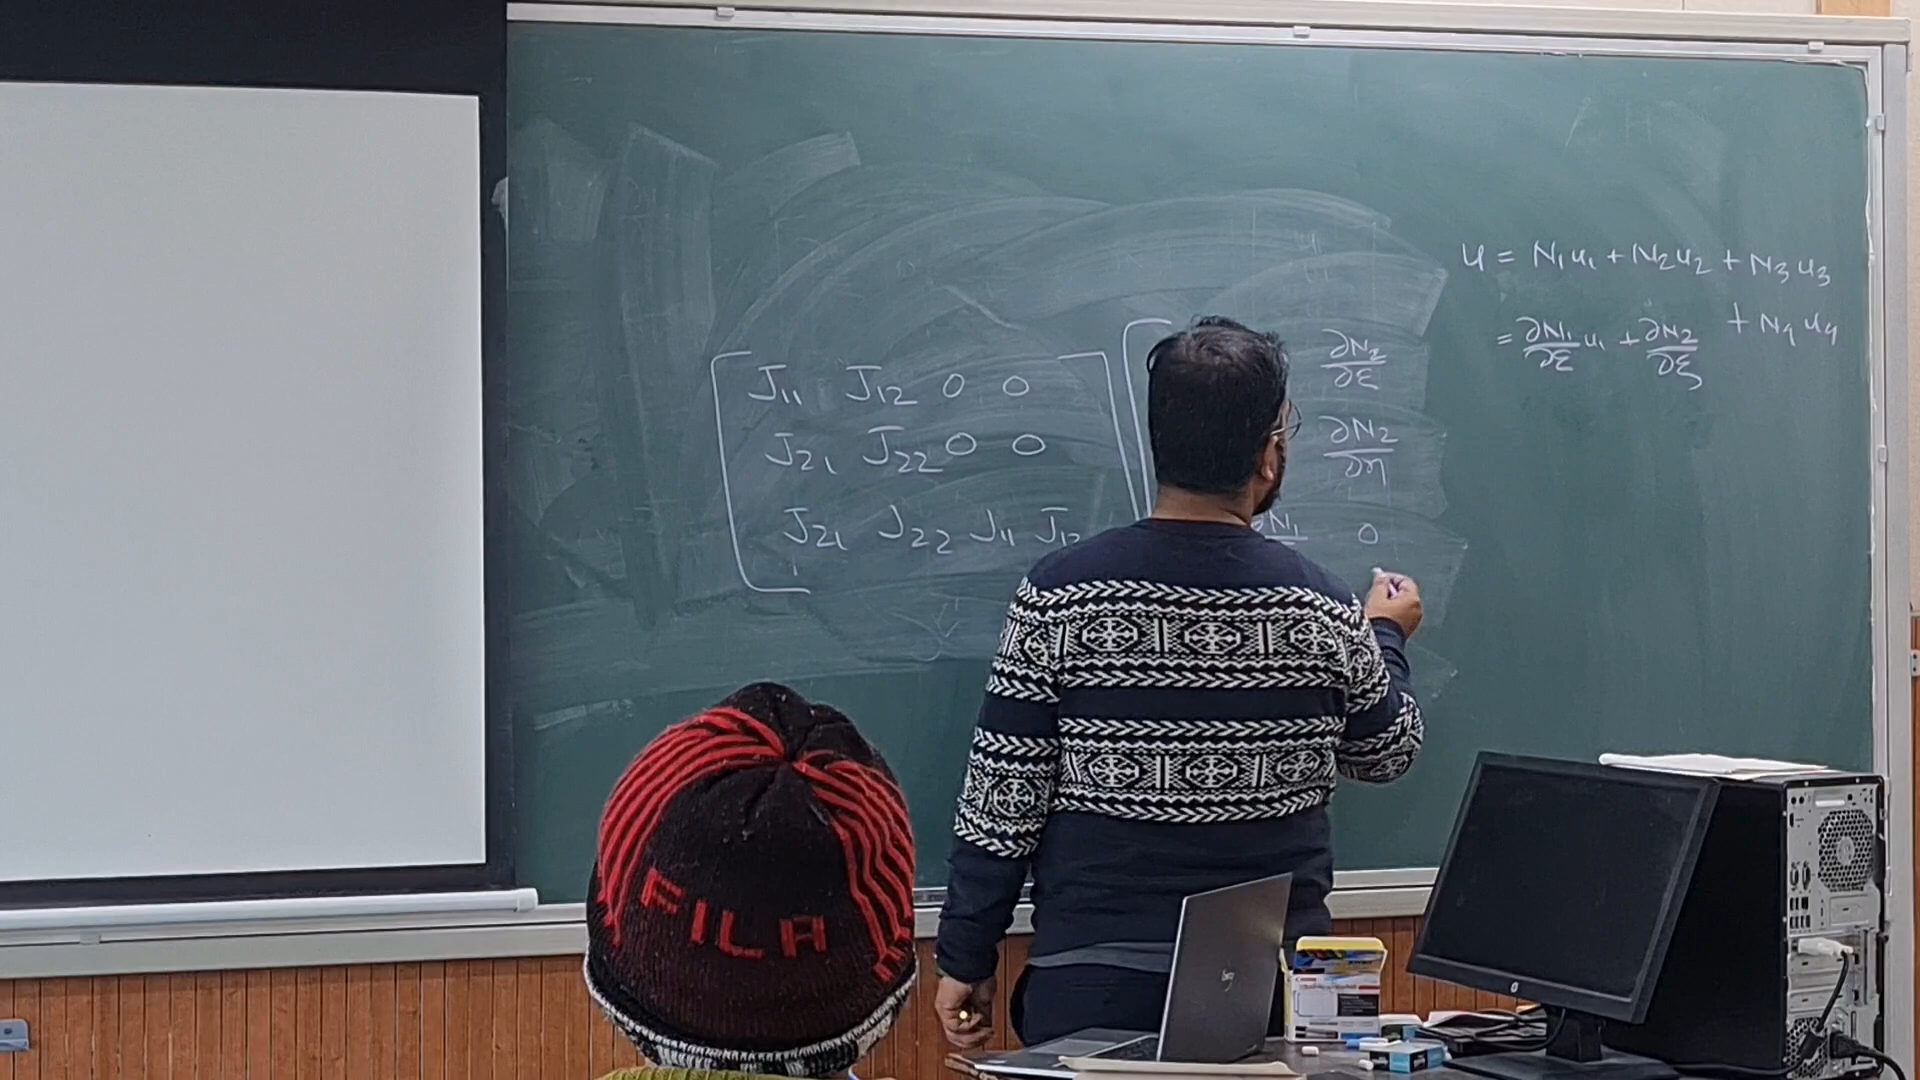 u = N₁u₁ + N₂u₂ + N₃u₃
+ N₄u₄
= ∂N₁/∂ξ u₁ + ∂N₂/∂ξ
J₁₁ J₁₂ 0 0
J₂₁ J₂₂ 0 0
J₂₁ J₂₂ J₁₁ J₁₂
∂N₂/∂ξ
∂N₂/∂η
∂N₁ 0
FILA
hp